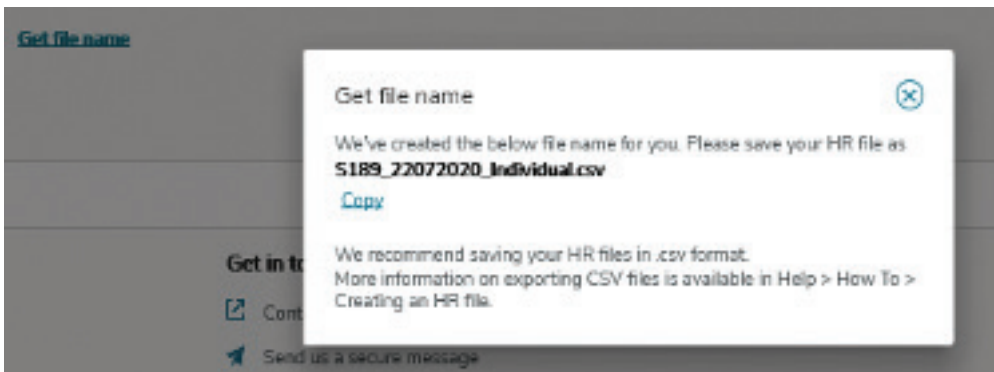 Get file name
Get file name
We've created the below file name for you. Please save your HR file as
S189_22072020_Individual.csv
Copy
We recommend saving your HR files in .csv format.
More information on exporting CSV files is available in Help > How To >
Creating an HR file.
Get in to
Cont
Send us a secure message